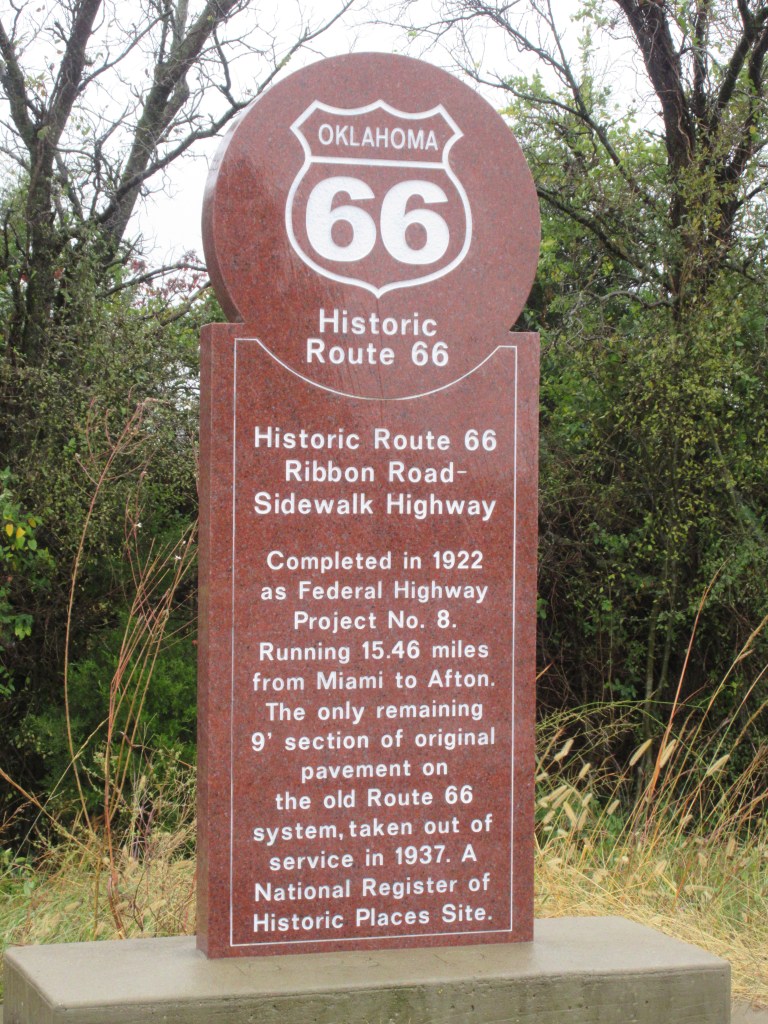 OKLAHOMA
66
Historic
Route 66
Historic Route 66
Ribbon Road-
Sidewalk Highway
Completed in 1922
as Federal Highway
Project No. 8.
Running 15.46 miles
from Miami to Afton.
The only remaining
9' section of original
pavement on
the old Route 66
system, taken out of
service in 1937. A
National Register of
Historic Places Site.